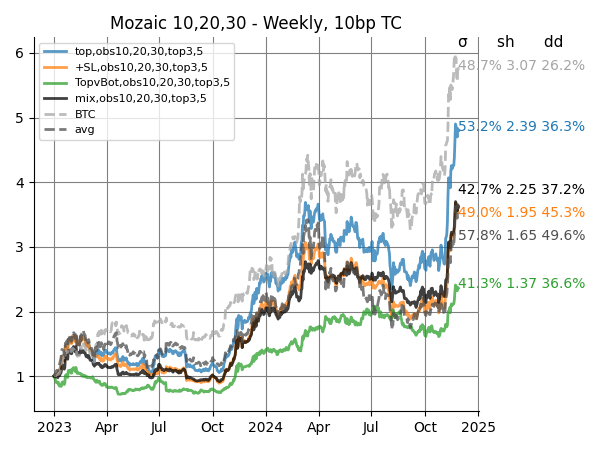 Mozaic 10,20,30 - Weekly, 10bp TC
σ sh dd
top,obs10,20,30,top3,5
+SL,obs10,20,30,top3,5
TopvBot,obs10,20,30,top3,5
mix,obs10,20,30,top3,5
BTC
avg
48.7% 3.07 26.2%
53.2% 2.39 36.3%
42.7% 2.25 37.2%
49.0% 1.95 45.3%
57.8% 1.65 49.6%
41.3% 1.37 36.6%
6
5
4
3
2
1
2023 Apr Jul Oct 2024 Apr Jul Oct 2025